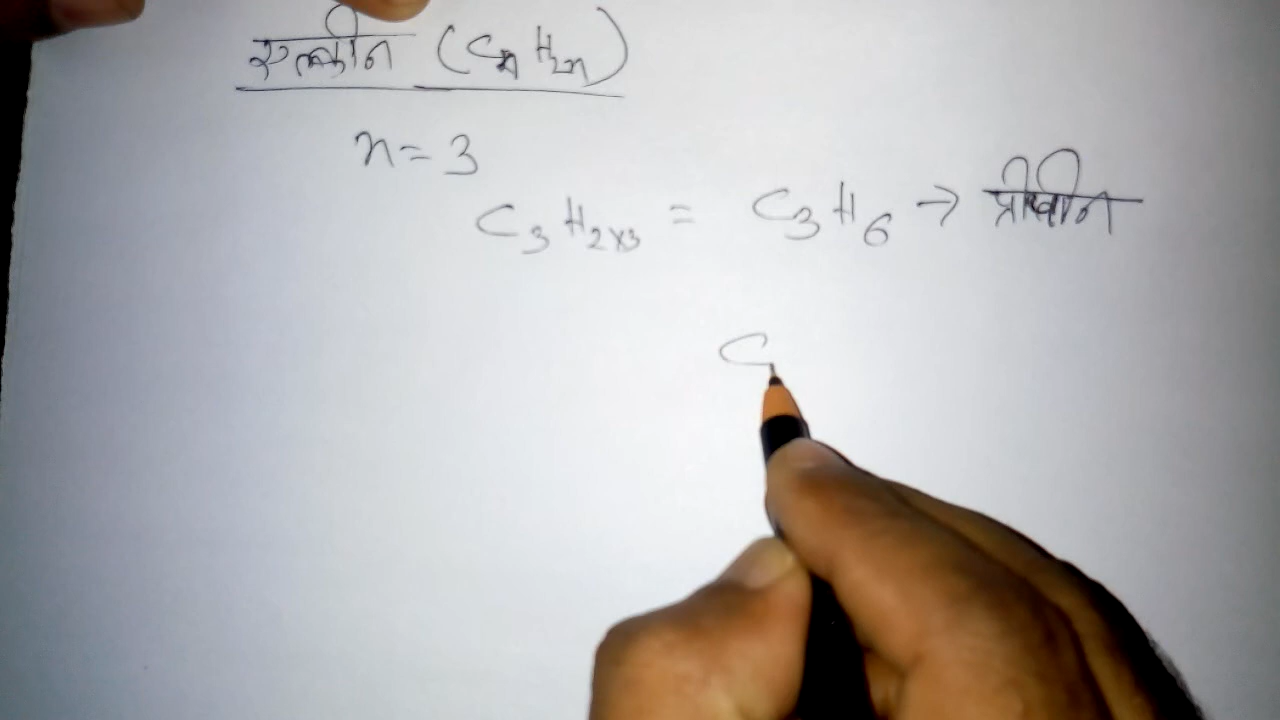 एल्कीन (CnH2n)
n = 3
C3H2×3 = C3H6 → प्रोपीन
C